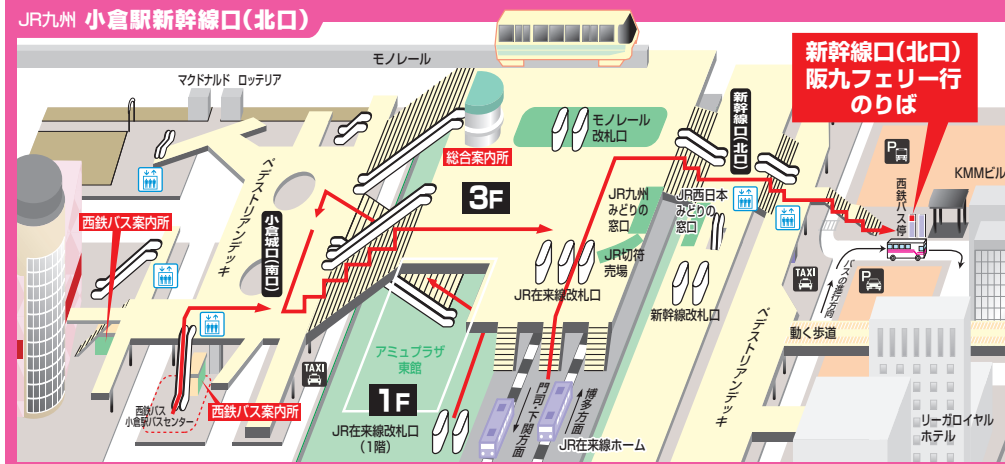 JR九州 小倉駅新幹線口(北口)
モノレール
マクドナルド ロッテリア
新幹線口(北口)
阪九フェリー行
のりば
モノレール
改札口
新幹線口(北口)
総合案内所
3F
KMMビル
P
西鉄バス停
JR九州
みどりの
窓口
JR西日本
みどりの
窓口
ペデストリアンデッキ
小倉城口(南口)
西鉄バス案内所
JR切符
売場
JR在来線改札口
新幹線改札口
TAXI
バスの進行方向
P
動く歩道
ペデストリアンデッキ
アミュプラザ
東館
TAXI
1F
西鉄バス
小倉駅バスセンター
西鉄バス案内所
JR在来線改札口
(1階)
門司・下関方面
博多方面
JR在来線ホーム
リーガロイヤル
ホテル